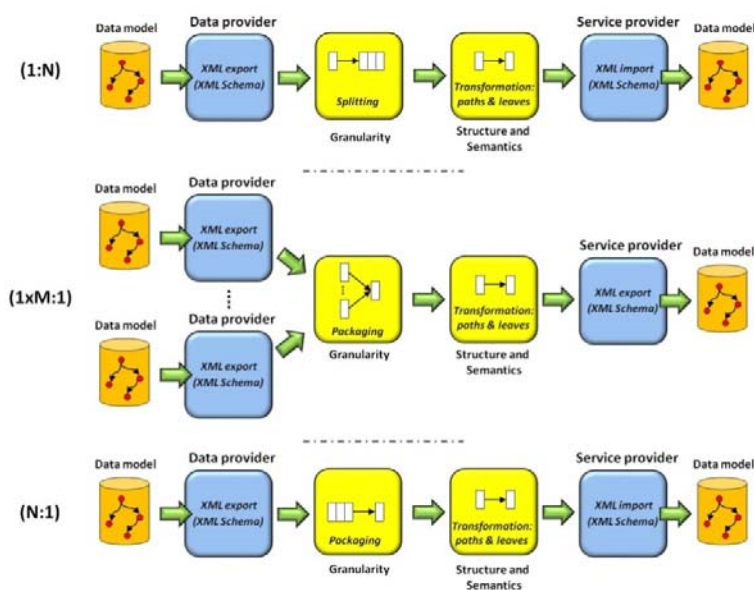 Data provider
Service provider
Data model
Data model
(1:N)
XML export
(XML Schema)
Splitting
Transformation:
paths & leaves
XML import
(XML Schema)
Granularity
Structure and
Semantics
Data model
Data provider
XML export
(XML Schema)
Service provider
Data model
(1xM:1)
Packaging
Transformation:
paths & leaves
XML export
(XML Schema)
Granularity
Structure and
Semantics
Data model
Data provider
XML export
(XML Schema)
Data model
Data provider
Service provider
Data model
(N:1)
XML export
(XML Schema)
Packaging
Transformation:
paths & leaves
XML import
(XML Schema)
Granularity
Structure and
Semantics